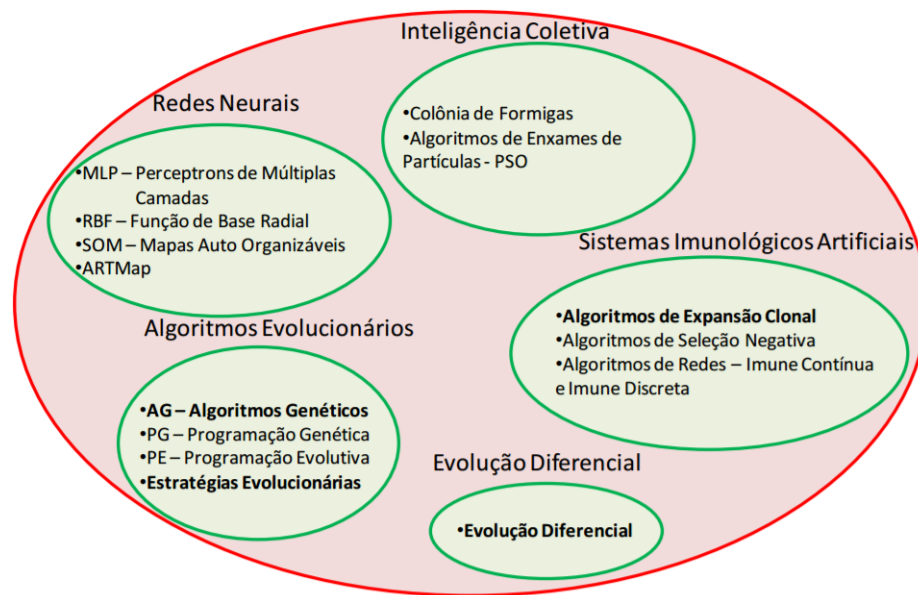 Inteligência Coletiva
•Colônia de Formigas
•Algoritmos de Enxames de
Partículas - PSO
Redes Neurais
•MLP – Perceptrons de Múltiplas
Camadas
•RBF – Função de Base Radial
•SOM – Mapas Auto Organizáveis
•ARTMap
Sistemas Imunológicos Artificiais
•Algoritmos de Expansão Clonal
•Algoritmos de Seleção Negativa
•Algoritmos de Redes – Imune Contínua
e Imune Discreta
Algoritmos Evolucionários
•AG – Algoritmos Genéticos
•PG – Programação Genética
•PE – Programação Evolutiva
•Estratégias Evolucionárias
Evolução Diferencial
•Evolução Diferencial